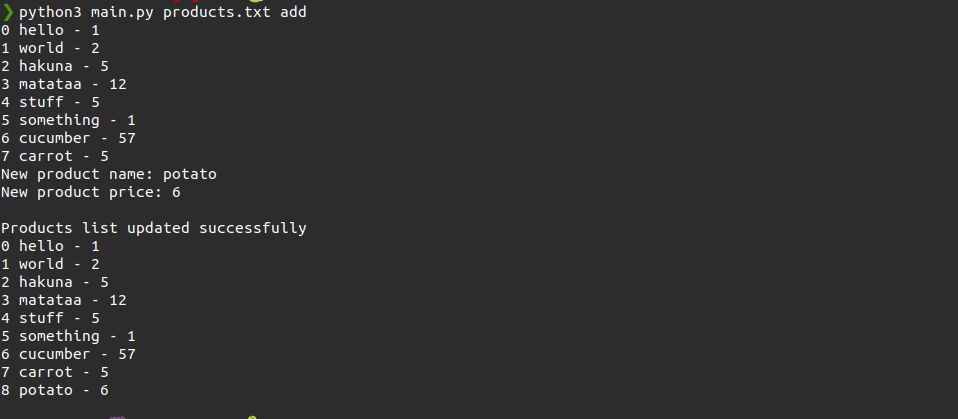 ❯ python3 main.py products.txt add
0 hello - 1
1 world - 2
2 hakuna - 5
3 matataa - 12
4 stuff - 5
5 something - 1
6 cucumber - 57
7 carrot - 5
New product name: potato
New product price: 6
Products list updated successfully
0 hello - 1
1 world - 2
2 hakuna - 5
3 matataa - 12
4 stuff - 5
5 something - 1
6 cucumber - 57
7 carrot - 5
8 potato - 6